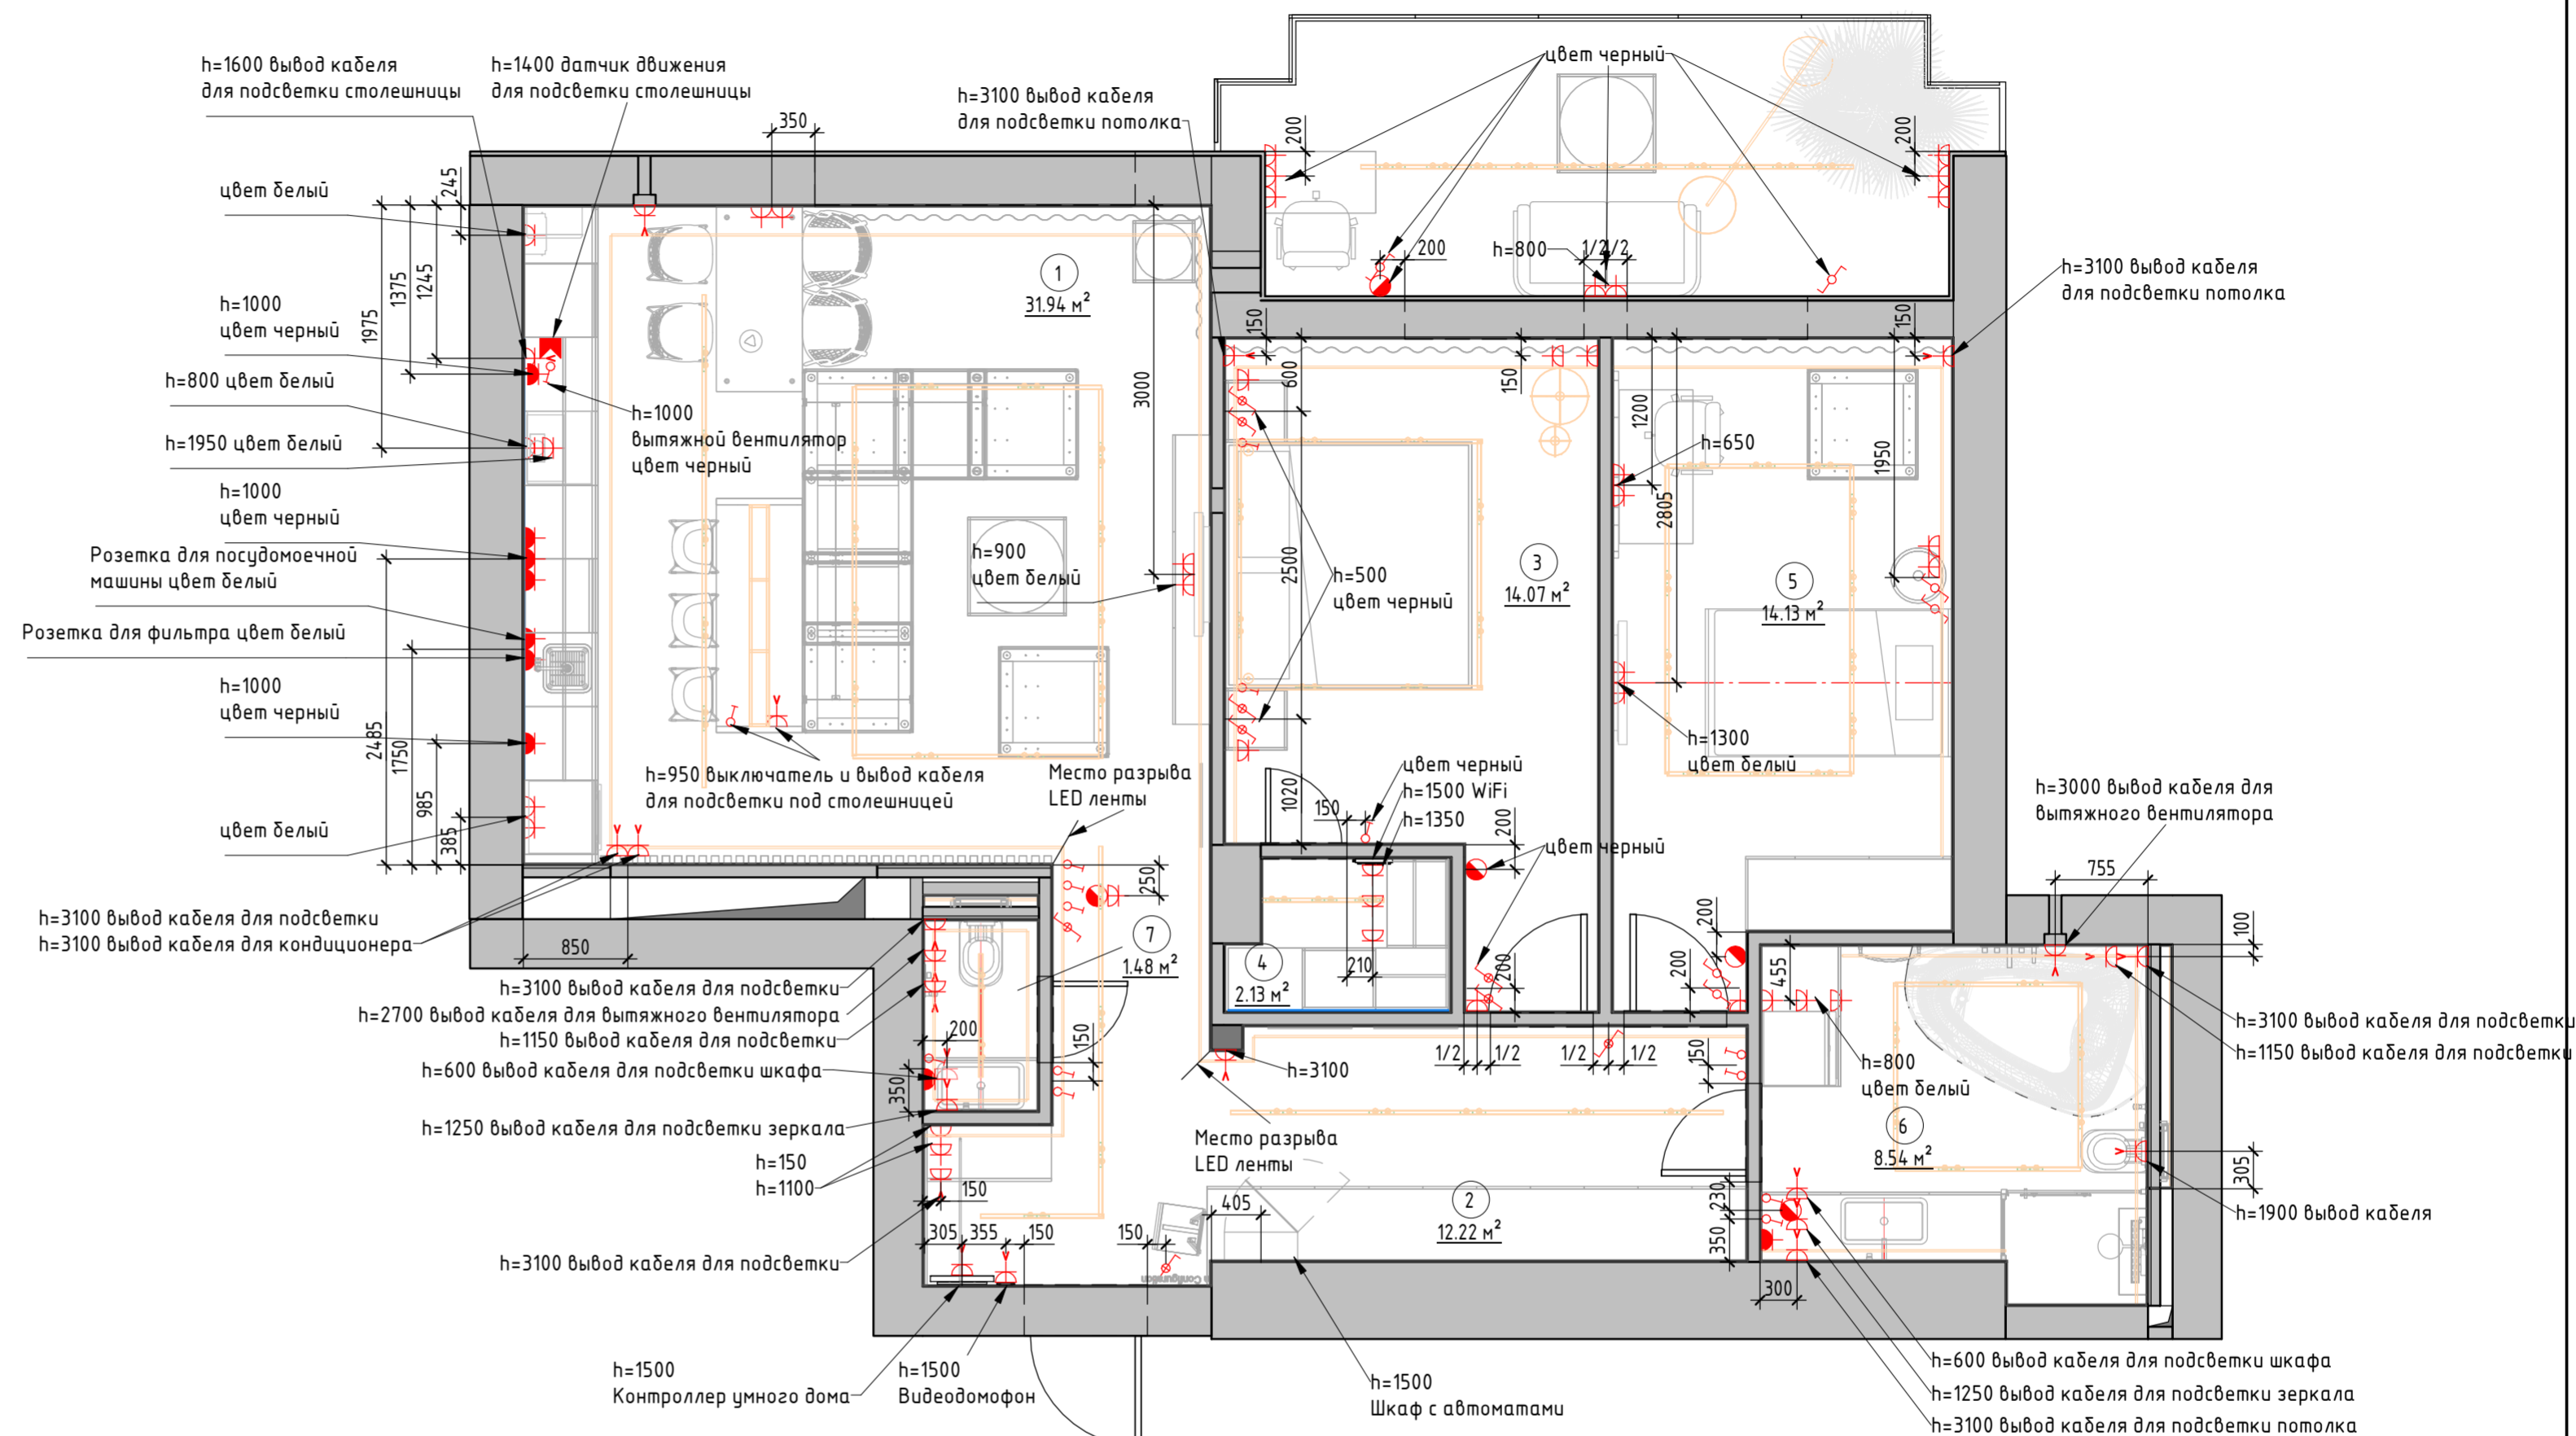 h=1600 вывод кабеля
для подсветки столешницы
h=1400 датчик движения
для подсветки столешницы
350
h=3100 вывод кабеля
для подсветки потолка
цвет черный
200
200
цвет белый
245
1375
1245
1975
h=1000
цвет черный
h=800 цвет белый
h=1950 цвет белый
h=1000
цвет черный
Розетка для посудомоечной
машины цвет белый
Розетка для фильтра цвет белый
h=1000
цвет черный
2485
1750
985
385
цвет белый
h=1000
вытяжной вентилятор
цвет черный
1
31.94 м²
3000
h=900
цвет белый
h=950 выключатель и вывод кабеля
для подсветки под столешницей
Место разрыва
LED ленты
h=800
1/2
1/2
200
h=3100 вывод кабеля
для подсветки потолка
150
600
150
150
1200
2805
1950
h=650
2500
h=500
цвет черный
3
14.07 м²
5
14.13 м²
h=1300
цвет белый
1020
цвет черный
h=1500 WiFi
h=1350
150
200
цвет черный
h=3000 вывод кабеля для
вытяжного вентилятора
755
100
250
7
1.48 м²
h=3100 вывод кабеля для подсветки
h=3100 вывод кабеля для кондиционера
850
h=3100 вывод кабеля для подсветки
h=2700 вывод кабеля для вытяжного вентилятора
h=1150 вывод кабеля для подсветки
h=600 вывод кабеля для подсветки шкафа
h=1250 вывод кабеля для подсветки зеркала
200
350
150
4
2.13 м²
210
200
200
200
455
h=3100 вывод кабеля для подсветки
h=1150 вывод кабеля для подсветки
h=800
цвет белый
1/2
1/2
1/2
1/2
150
h=3100
Место разрыва
LED ленты
h=150
h=1100
150
h=3100 вывод кабеля для подсветки
305
355
150
150
405
2
12.22 м²
6
8.54 м²
230
350
300
305
h=1900 вывод кабеля
Configuration
h=1500
Контроллер умного дома
h=1500
Видеодомофон
h=1500
Шкаф с автоматами
h=600 вывод кабеля для подсветки шкафа
h=1250 вывод кабеля для подсветки зеркала
h=3100 вывод кабеля для подсветки потолка